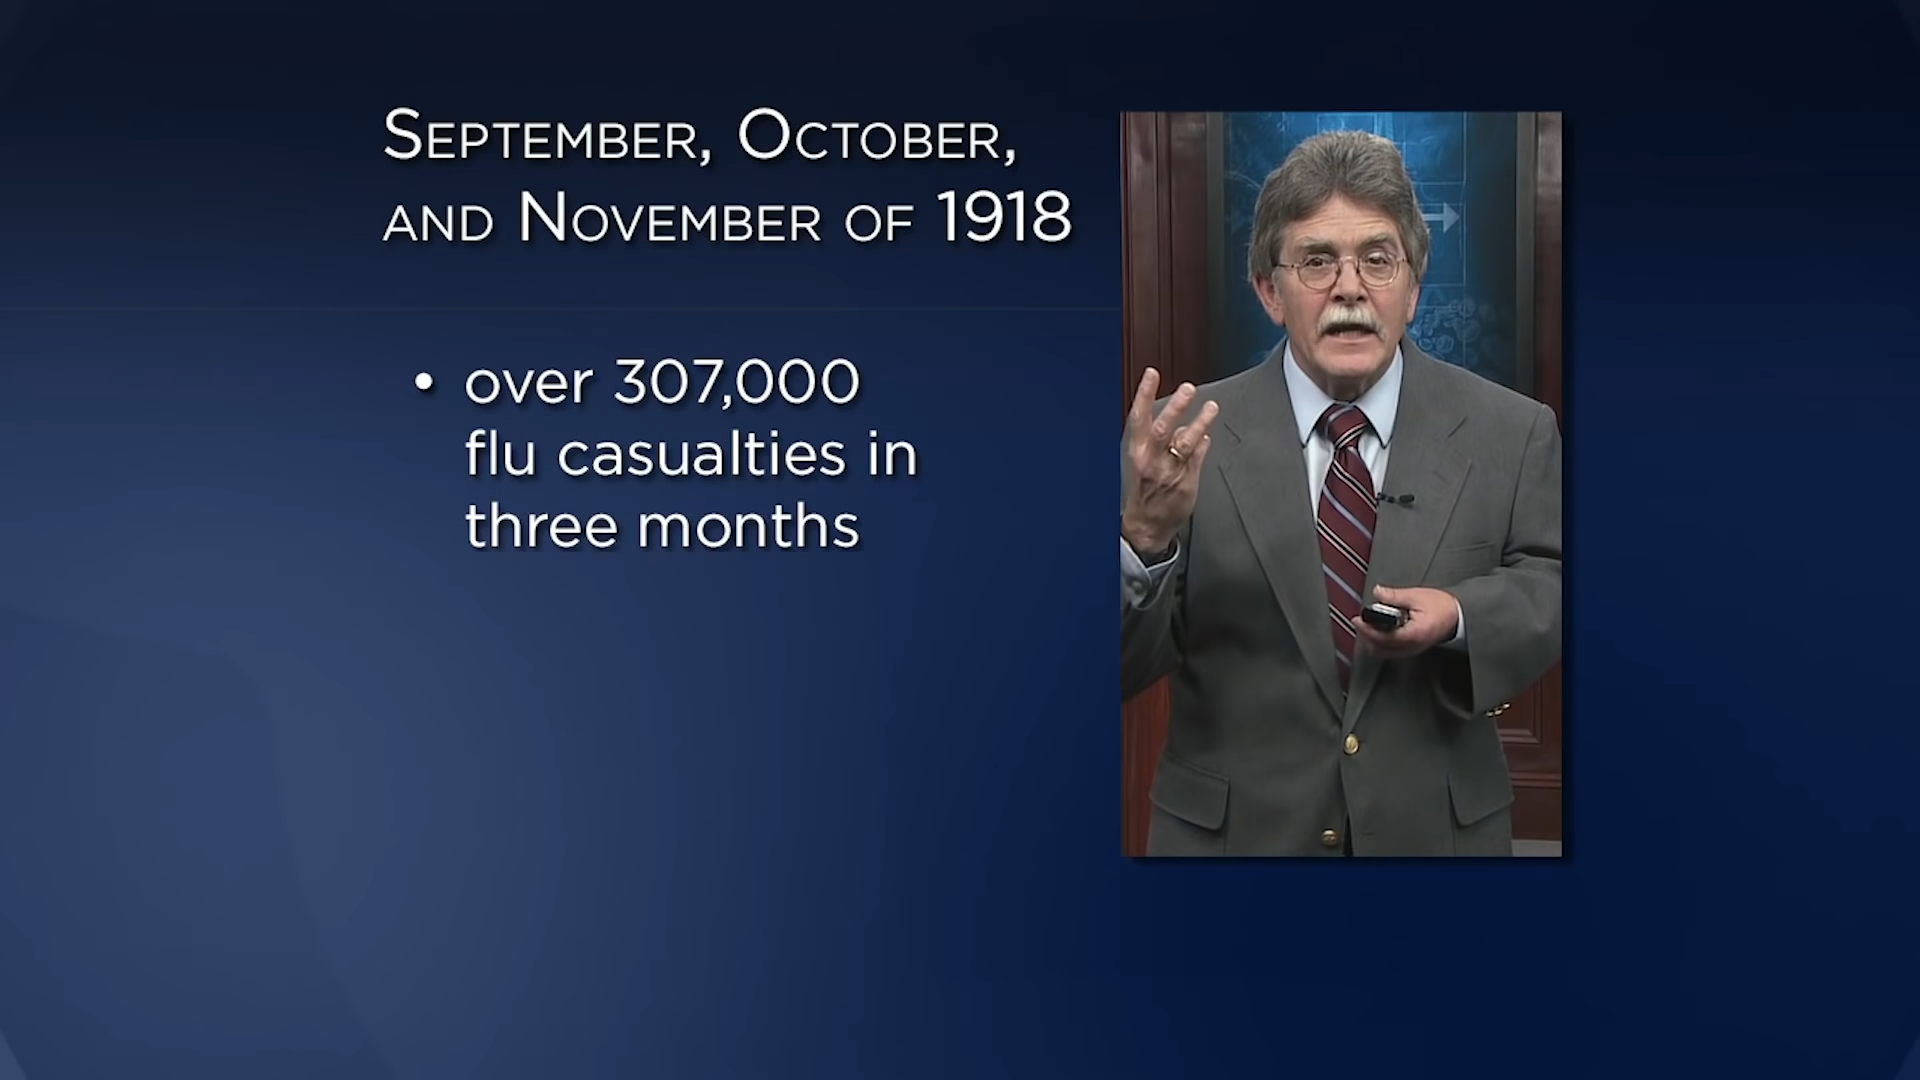 September, October,
and November of 1918
• over 307,000
flu casualties in
three months